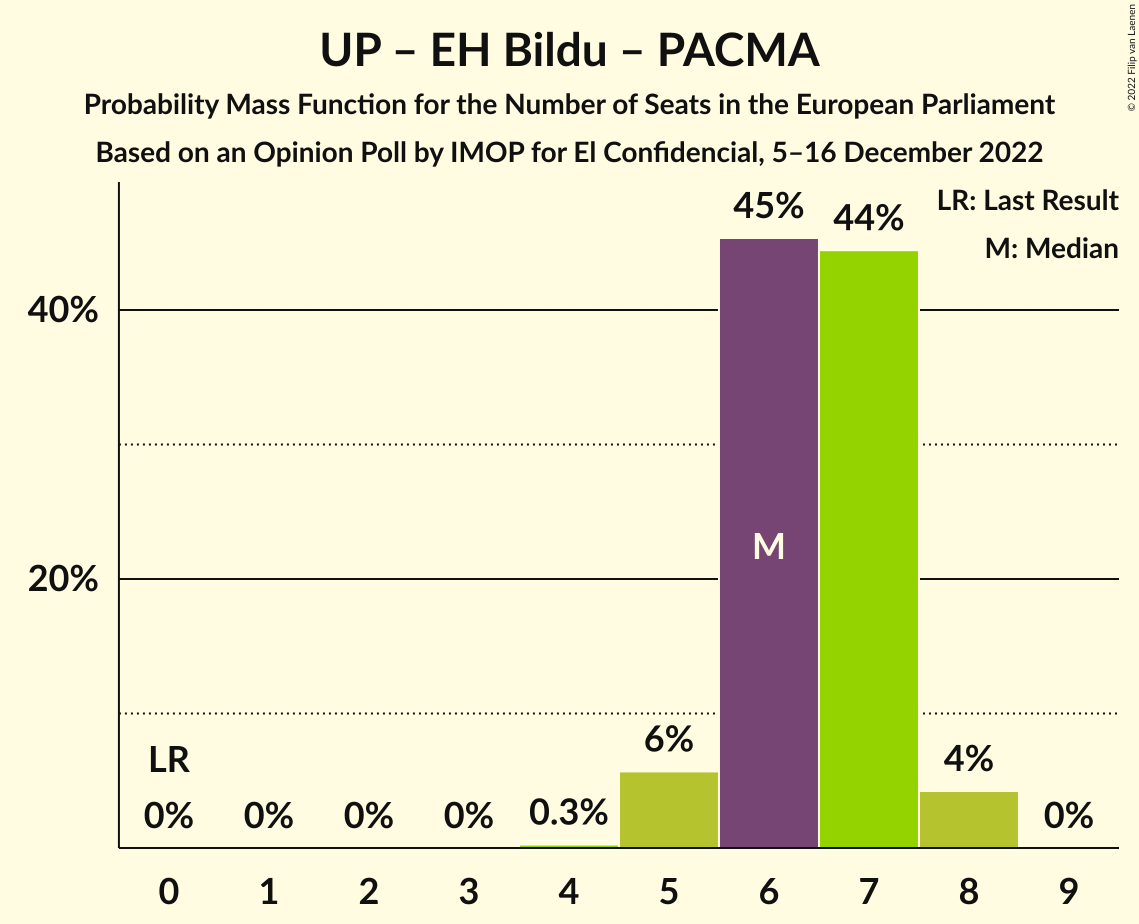 UP – EH Bildu – PACMA
Probability Mass Function for the Number of Seats in the European Parliament
Based on an Opinion Poll by IMOP for El Confidencial, 5–16 December 2022
© 2022 Filip van Laenen
LR: Last Result
M: Median
45%
44%
40%
20%
M
LR
0%
0%
0%
0%
0.3%
6%
4%
0%
0
1
2
3
4
5
6
7
8
9